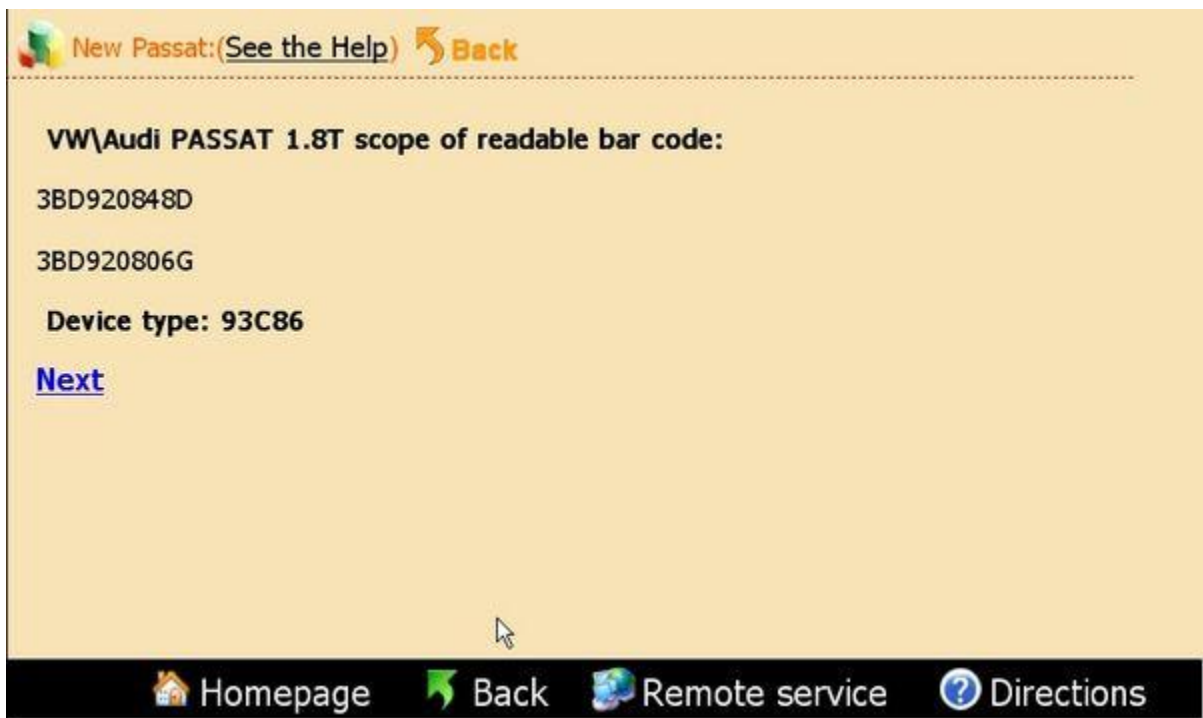 New Passat:(See the Help) Back
VW\Audi PASSAT 1.8T scope of readable bar code:
3BD920848D
3BD920806G
Device type: 93C86
Next
Homepage Back Remote service ? Directions